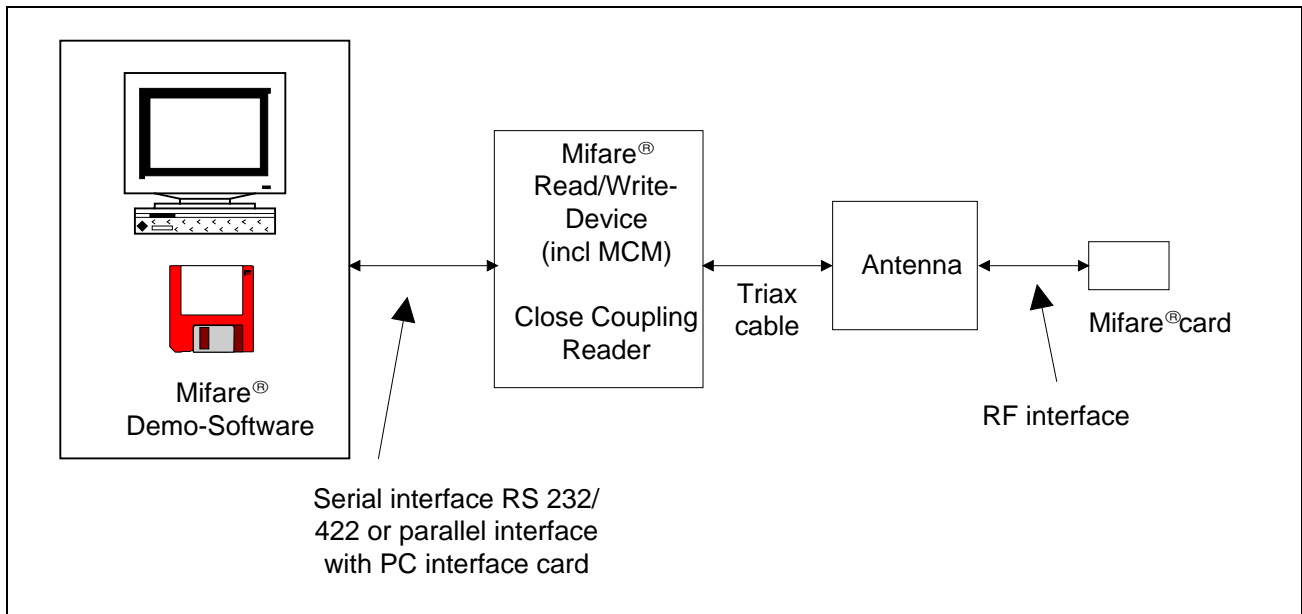 Mifare®
Demo-Software
Serial interface RS 232/
422 or parallel interface
with PC interface card
Mifare®
Read/Write-
Device
(incl MCM)
Close Coupling
Reader
Triax
cable
Antenna
RF interface
Mifare®card